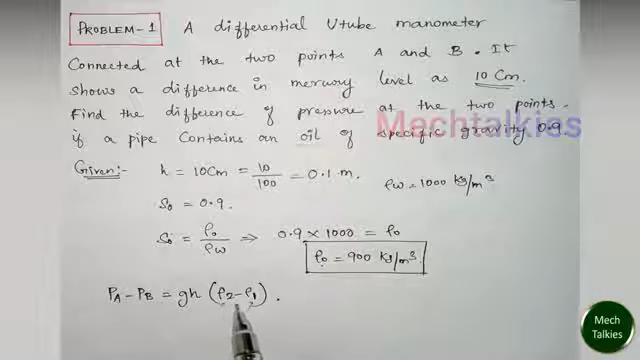 PROBLEM-1 A differential Utube manometer
Connected at the two points A and B. It
shows a difference in mercury level as 10 Cm.
Find the difference of pressure at the two points.
if a pipe Contains an oil of specific gravity 0.9
Mechtalkies
Given:- h = 10Cm = 10/100 = 0.1 m. ρw = 1000 kg/m³
So = 0.9.
So = ρo/ρw ⇒ 0.9 × 1000 = ρo
ρo = 900 kg/m³.
PA - PB = gh (ρ2 - ρ1).
Mech
Talkies